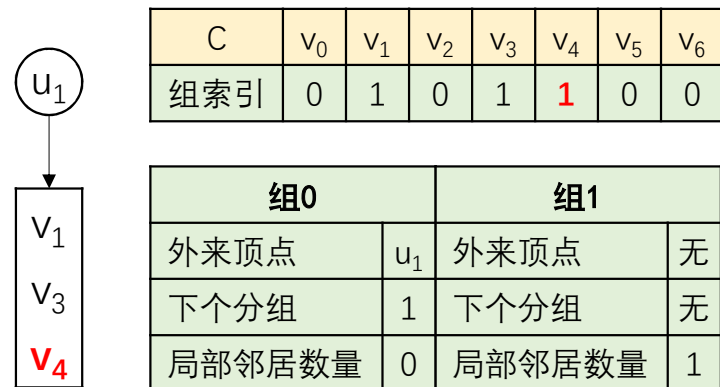 u₁
v₁
v₃
v₄
C v₀ v₁ v₂ v₃ v₄ v₅ v₆
组索引 0 1 0 1 1 0 0
组0 组1
外来顶点 u₁ 外来顶点 无
下个分组 1 下个分组 无
局部邻居数量 0 局部邻居数量 1